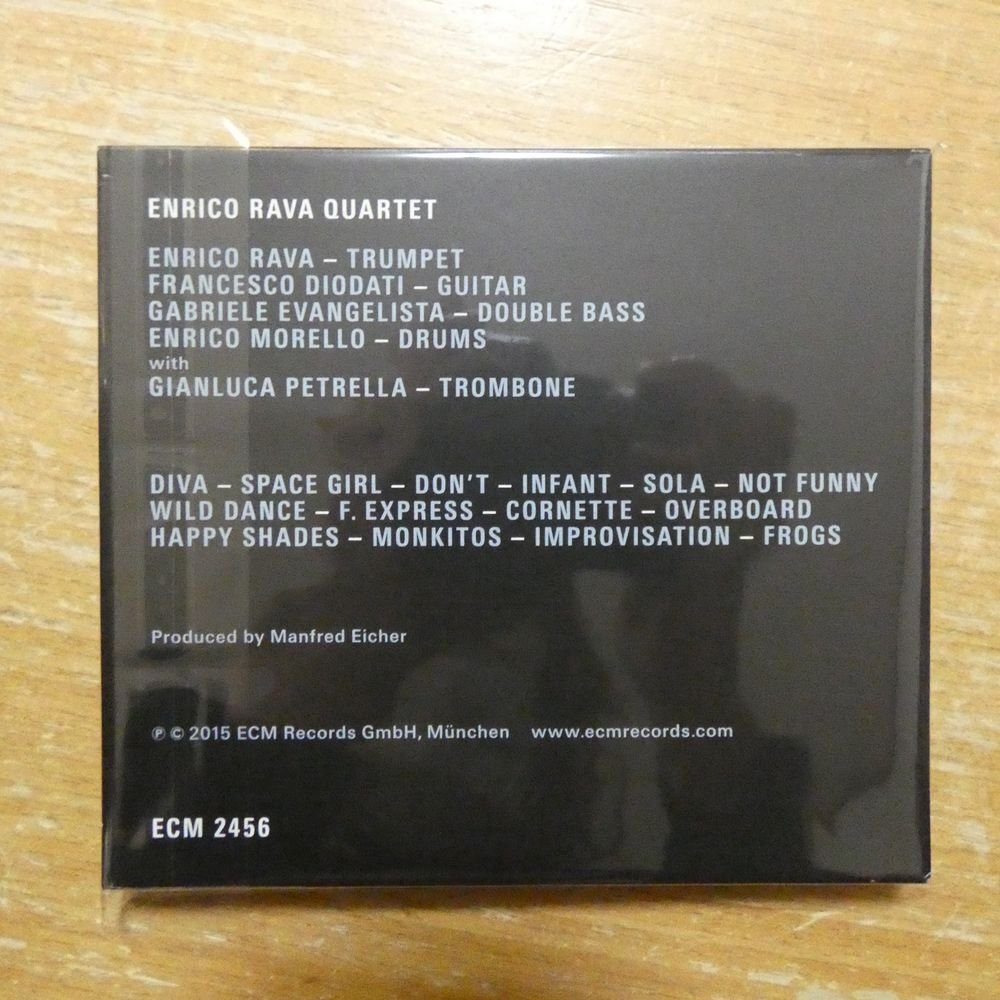 ENRICO RAVA QUARTET
ENRICO RAVA – TRUMPET
FRANCESCO DIODATI – GUITAR
GABRIELE EVANGELISTA – DOUBLE BASS
ENRICO MORELLO – DRUMS
with
GIANLUCA PETRELLA – TROMBONE
DIVA – SPACE GIRL – DON'T – INFANT – SOLA – NOT FUNNY
WILD DANCE – F. EXPRESS – CORNETTE – OVERBOARD
HAPPY SHADES – MONKITOS – IMPROVISATION – FROGS
Produced by Manfred Eicher
℗ © 2015 ECM Records GmbH, München www.ecmrecords.com
ECM 2456